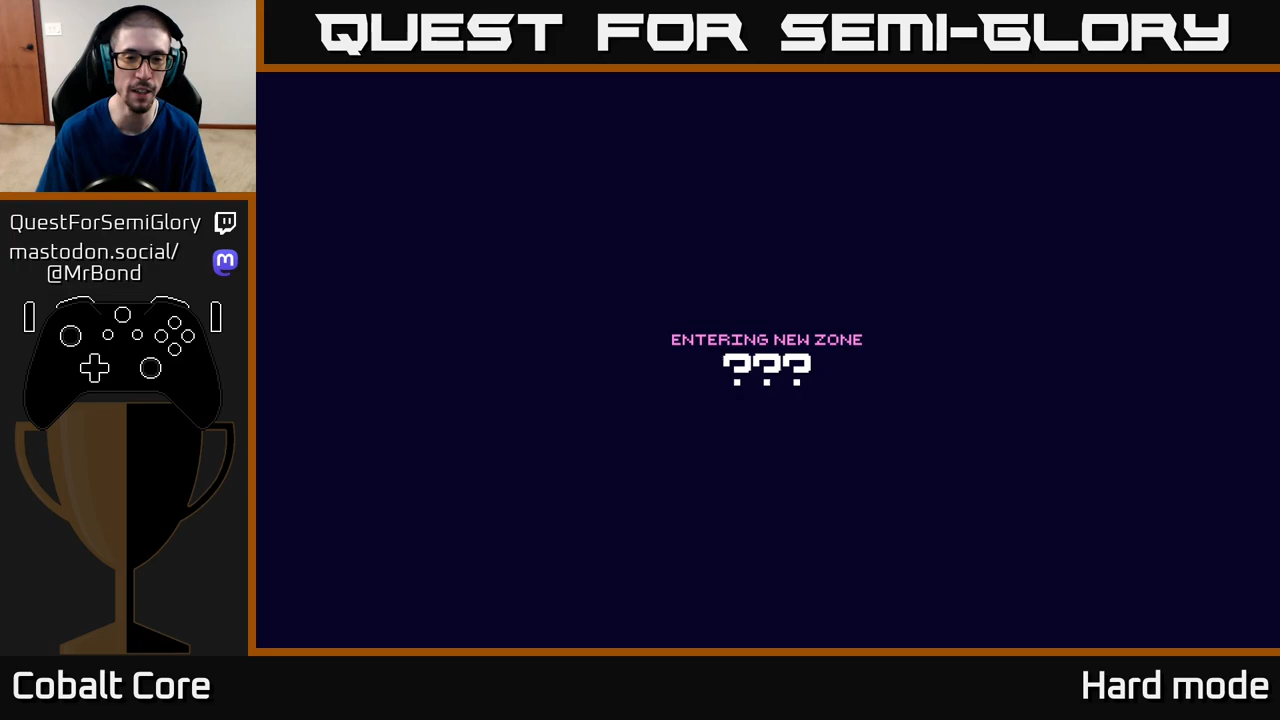 QUEST FOR SEMI-GLORY
QuestForSemiGlory
mastodon.social/
@MrBond
ENTERING NEW ZONE
???
Cobalt Core
Hard mode